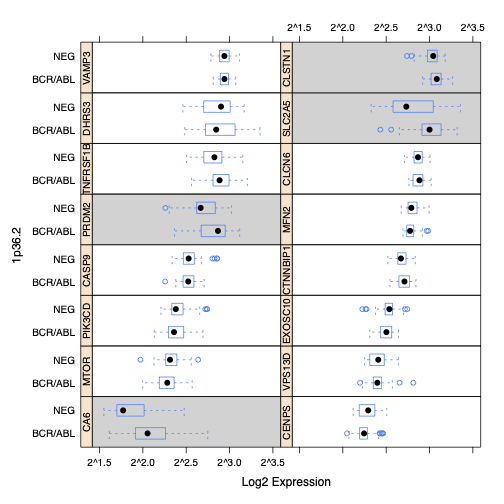 2^1.5 2^2.0 2^2.5 2^3.0 2^3.5
NEG
BCR/ABL
VAMP3
CLSTN1
NEG
BCR/ABL
DHRS3
SLC2A5
NEG
BCR/ABL
TNFRSF1B
CLCN6
NEG
BCR/ABL
PRDM2
MFN2
1p36.2
NEG
BCR/ABL
CASP9
CTNNBIP1
NEG
BCR/ABL
PIK3CD
EXOSC10
NEG
BCR/ABL
MTOR
VPS13D
NEG
BCR/ABL
CA6
CENPS
2^1.5 2^2.0 2^2.5 2^3.0 2^3.5
Log2 Expression